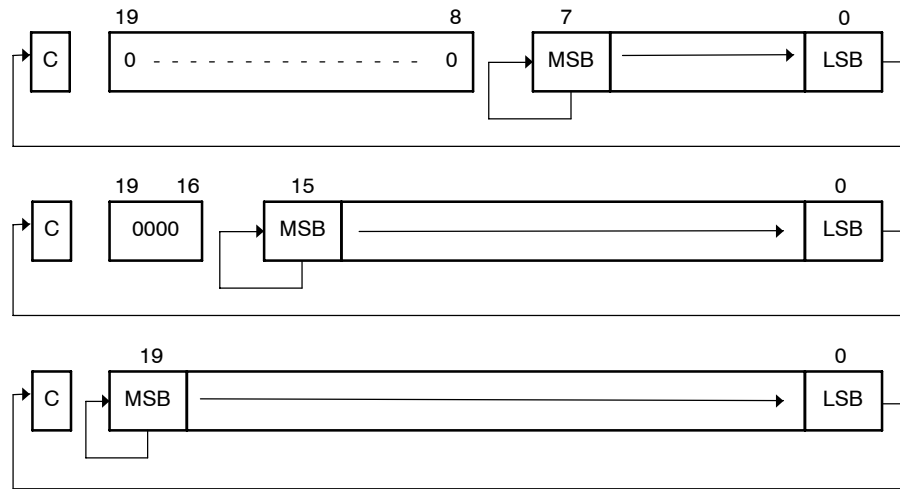 19 8 7 0
C 0 - - - - - - - - - - - - - - - 0 MSB LSB
19 16 15 0
C 0000 MSB LSB
19 0
C MSB LSB